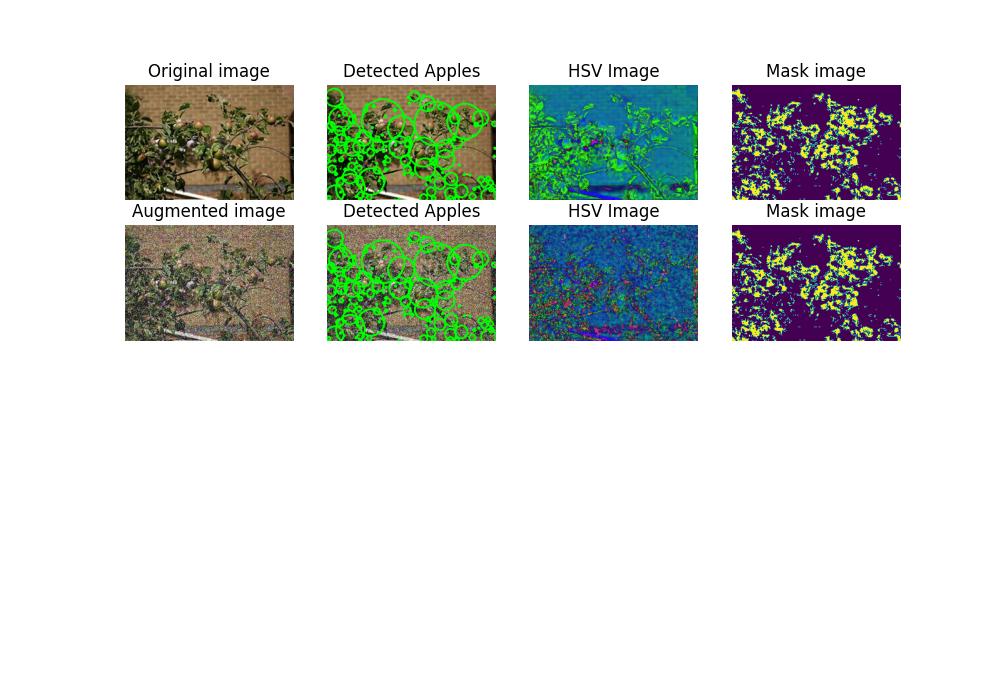 Original image
Detected Apples
HSV Image
Mask image
Augmented image
Detected Apples
HSV Image
Mask image